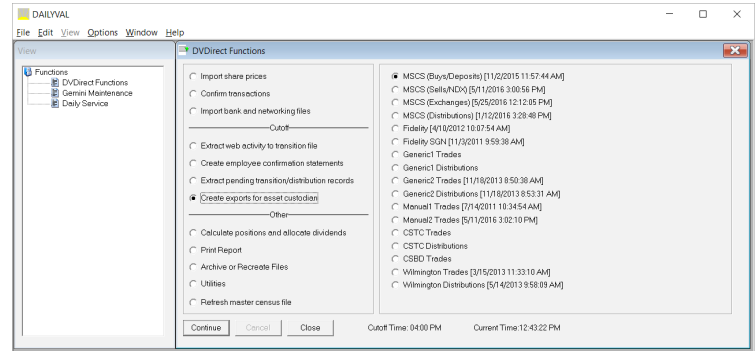 DAILYVAL
File Edit View Options Window Help
View
Functions
DVDirect Functions
Gemini Maintenance
Daily Service
DVDirect Functions
Import share prices
Confirm transactions
Import bank and networking files
Cutoff
Extract web activity to transition file
Create employee confirmation statements
Extract pending transition/distribution records
Create exports for asset custodian
Other
Calculate positions and allocate dividends
Print Report
Archive or Recreate Files
Utilities
Refresh master census file
MSCS (Buys/Deposits) [11/2/2015 11:57:44 AM]
MSCS (Sells/NDX) [5/11/2016 3:00:56 PM]
MSCS (Exchanges) [5/25/2016 12:12:05 PM]
MSCS (Distributions) [1/12/2016 3:28:48 PM]
Fidelity [4/10/2012 10:07:54 AM]
Fidelity SGN [11/3/2011 9:59:38 AM]
Generic1 Trades
Generic1 Distributions
Generic2 Trades [11/18/2013 8:50:38 AM]
Generic2 Distributions [11/18/2013 8:53:31 AM]
Manual1 Trades [7/14/2011 10:34:54 AM]
Manual2 Trades [5/11/2016 3:02:10 PM]
CSTC Trades
CSTC Distributions
CSBD Trades
Wilmington Trades [3/15/2013 11:33:10 AM]
Wilmington Distributions [5/14/2013 9:58:09 AM]
Continue Cancel Close Cutoff Time: 04:00 PM Current Time:12:43:22 PM